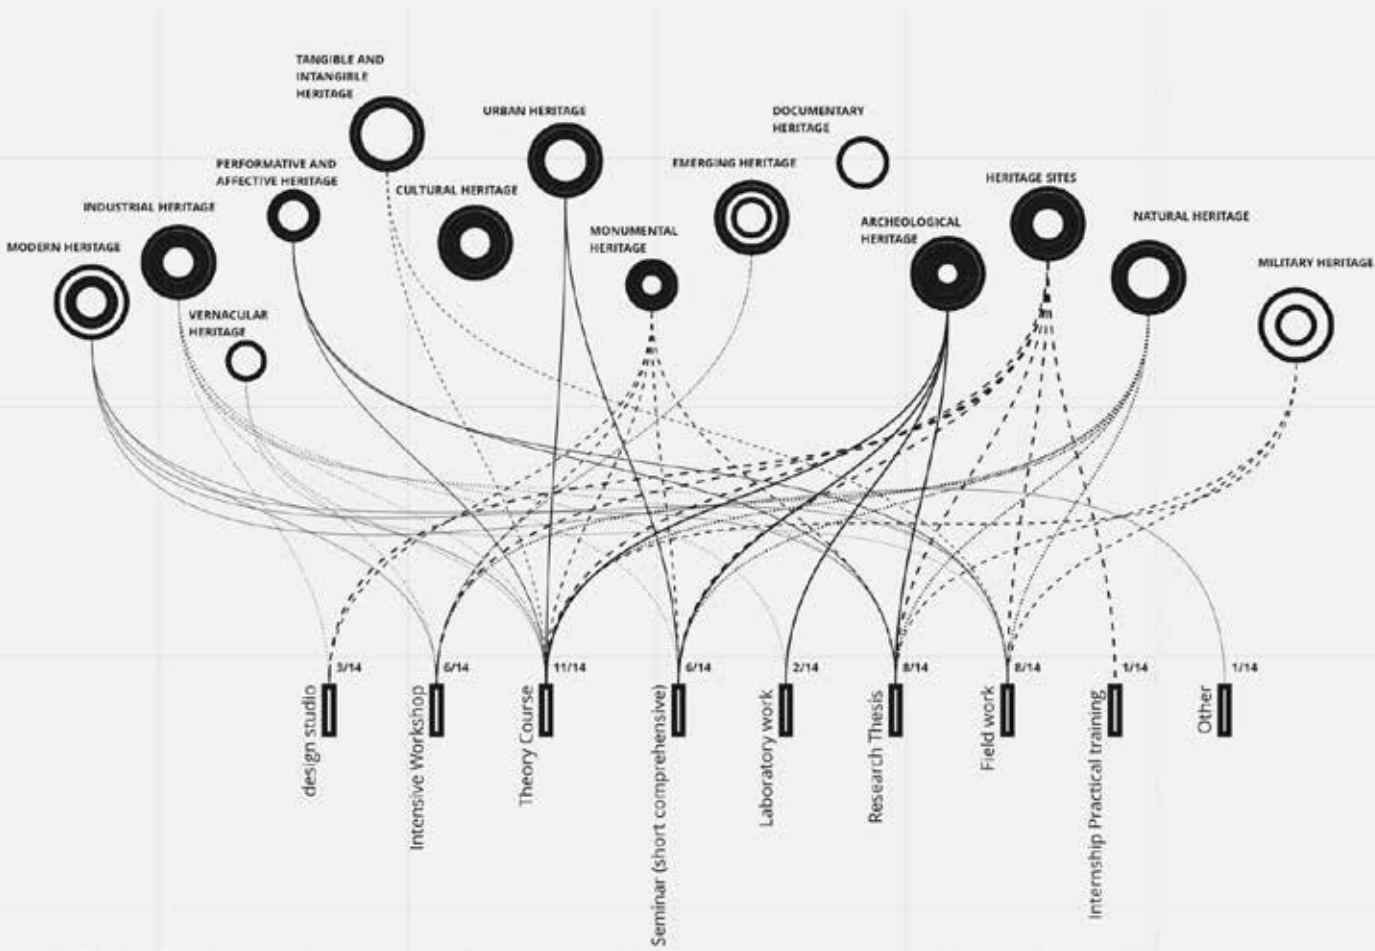 TANGIBLE AND
INTANGIBLE
HERITAGE
URBAN HERITAGE
DOCUMENTARY
HERITAGE
PERFORMATIVE AND
AFFECTIVE HERITAGE
CULTURAL HERITAGE
EMERGING HERITAGE
HERITAGE SITES
INDUSTRIAL HERITAGE
MONUMENTAL
HERITAGE
ARCHEOLOGICAL
HERITAGE
NATURAL HERITAGE
MODERN HERITAGE
MILITARY HERITAGE
VERNACULAR
HERITAGE
3/14
6/14
11/14
6/14
2/14
8/14
8/14
1/14
1/14
design studio
Intensive Workshop
Theory Course
Seminar (short comprehensive)
Laboratory work
Research Thesis
Field work
Internship Practical training
Other